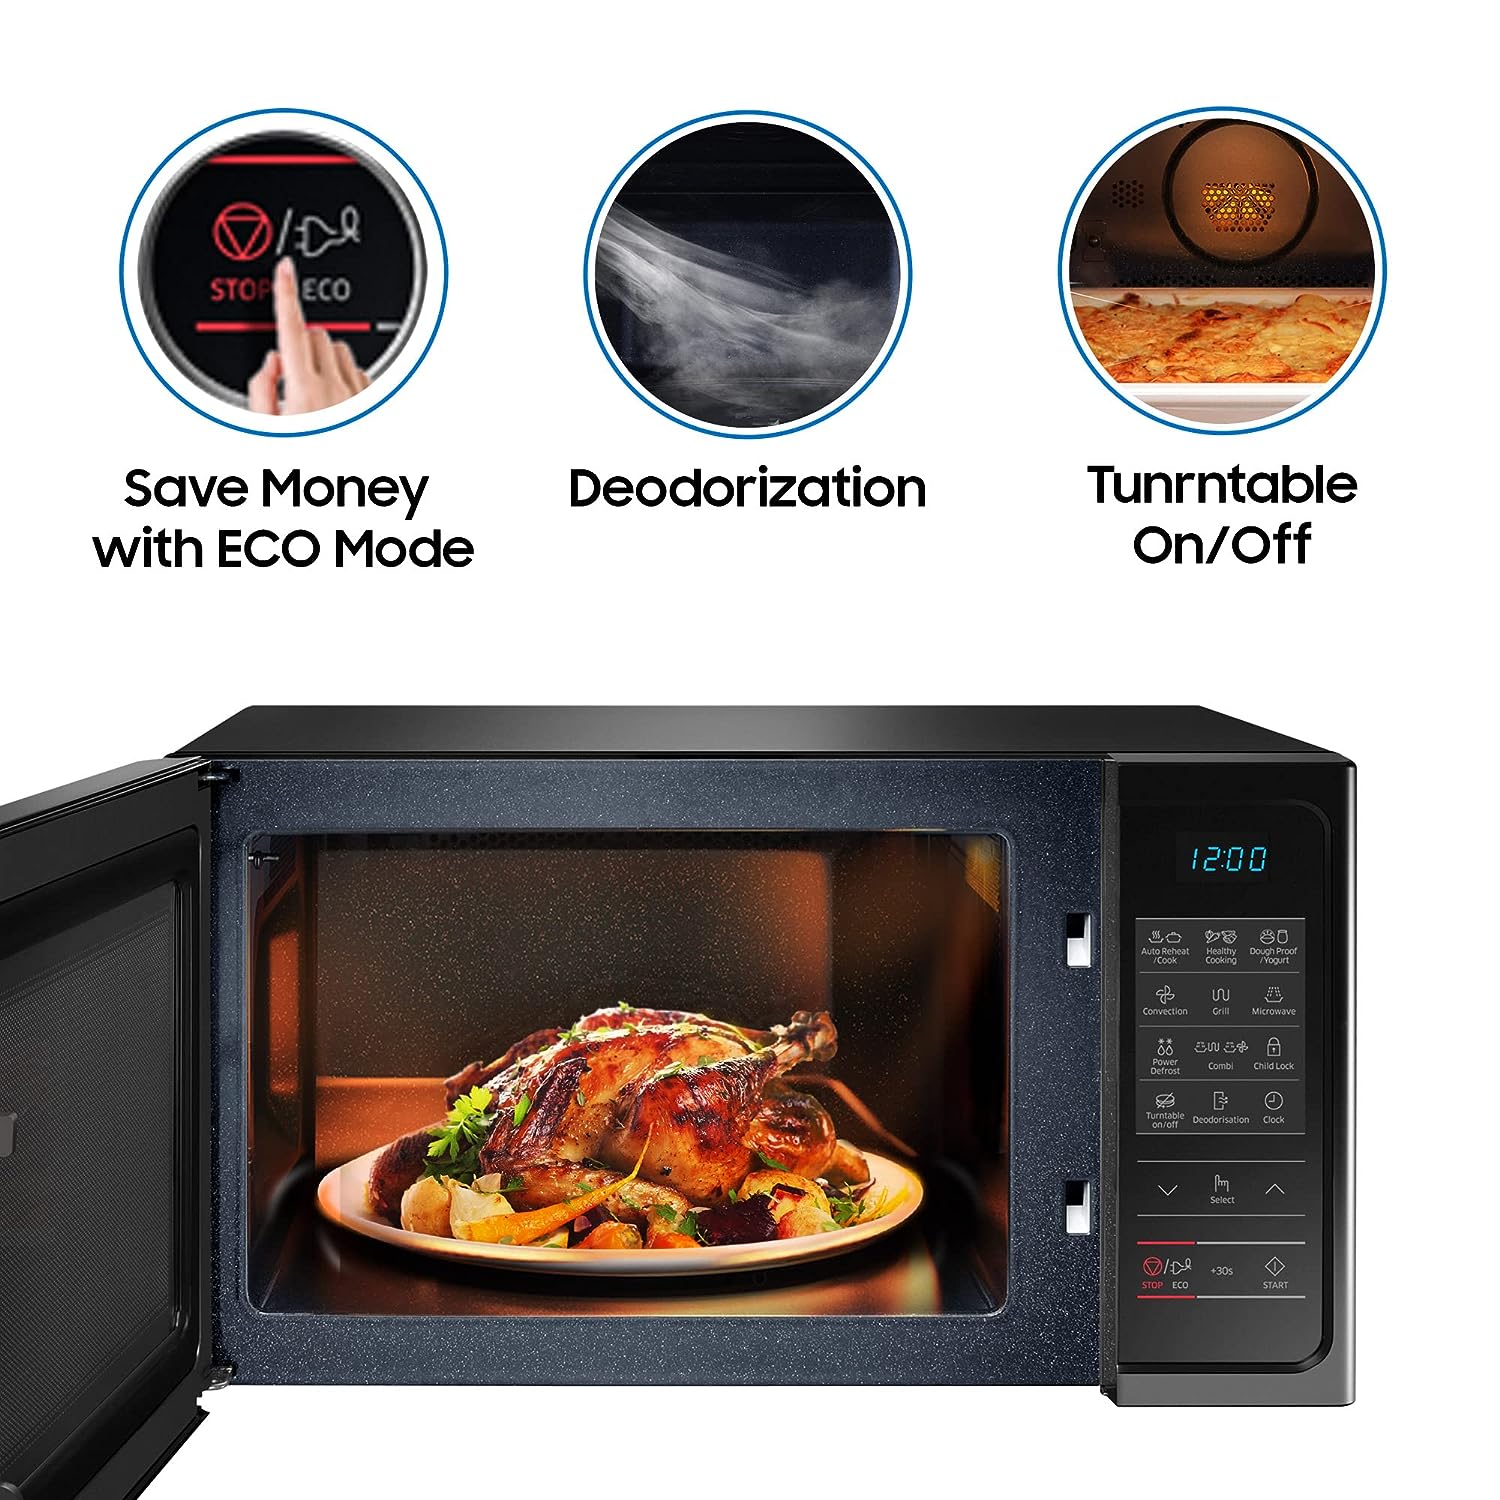 STOP ECO
Save Money
with ECO Mode
Deodorization
Tunrntable
On/Off
12:00
Auto Reheat
/Cook
Healthy
Cooking
Dough Proof
/Yogurt
Convection
Grill
Microwave
Power
Defrost
Combi
Child Lock
Turntable
on/off
Deodorisation
Clock
Select
STOP ECO
+30s
START